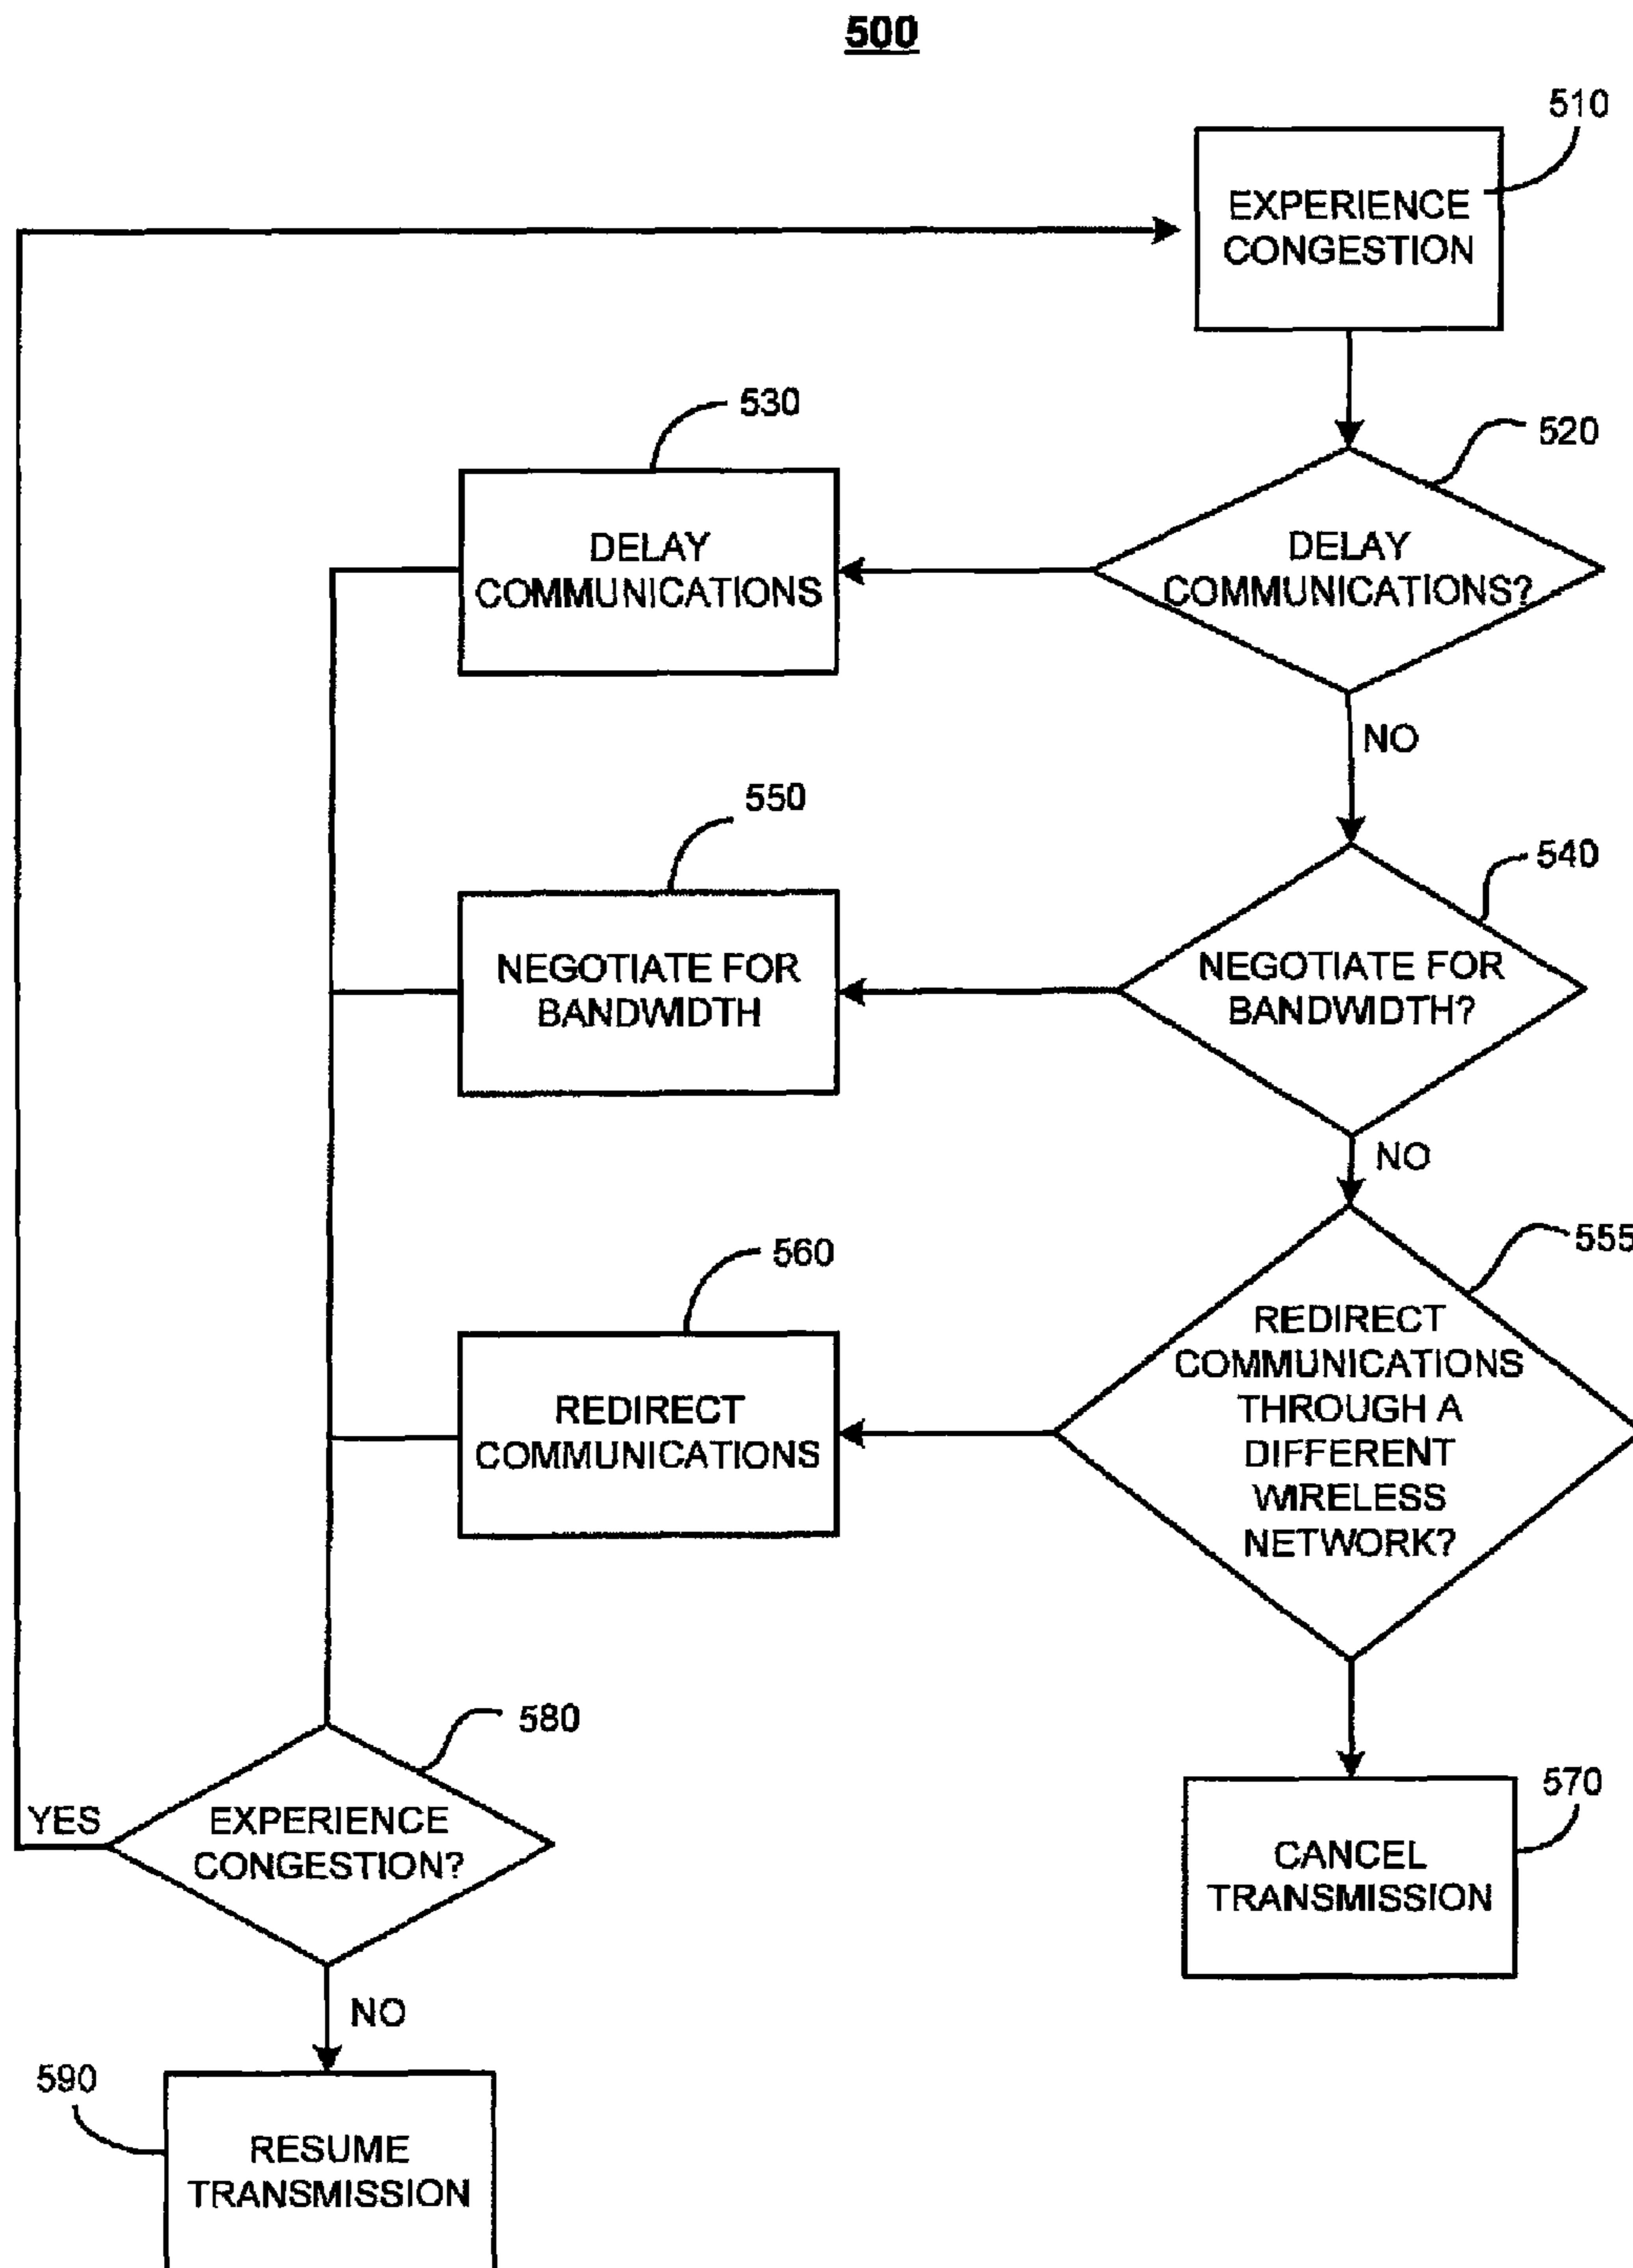 500
510
EXPERIENCE
CONGESTION
520
DELAY
COMMUNICATIONS?
530
DELAY
COMMUNICATIONS
NO
540
NEGOTIATE FOR
BANDWIDTH?
550
NEGOTIATE FOR
BANDWIDTH
NO
555
REDIRECT
COMMUNICATIONS
THROUGH A
DIFFERENT
WIRELESS
NETWORK?
560
REDIRECT
COMMUNICATIONS
570
CANCEL
TRANSMISSION
580
EXPERIENCE
CONGESTION?
YES
NO
590
RESUME
TRANSMISSION